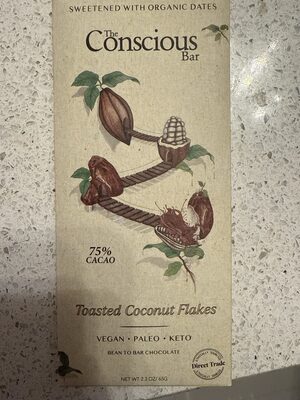 SWEETENED WITH ORGANIC DATES
The
Conscious
Bar
75%
CACAO
Toasted Coconut Flakes
VEGAN • PALEO • KETO
BEAN TO BAR CHOCOLATE
Direct Trade
NET WT 2.3 OZ/ 65G